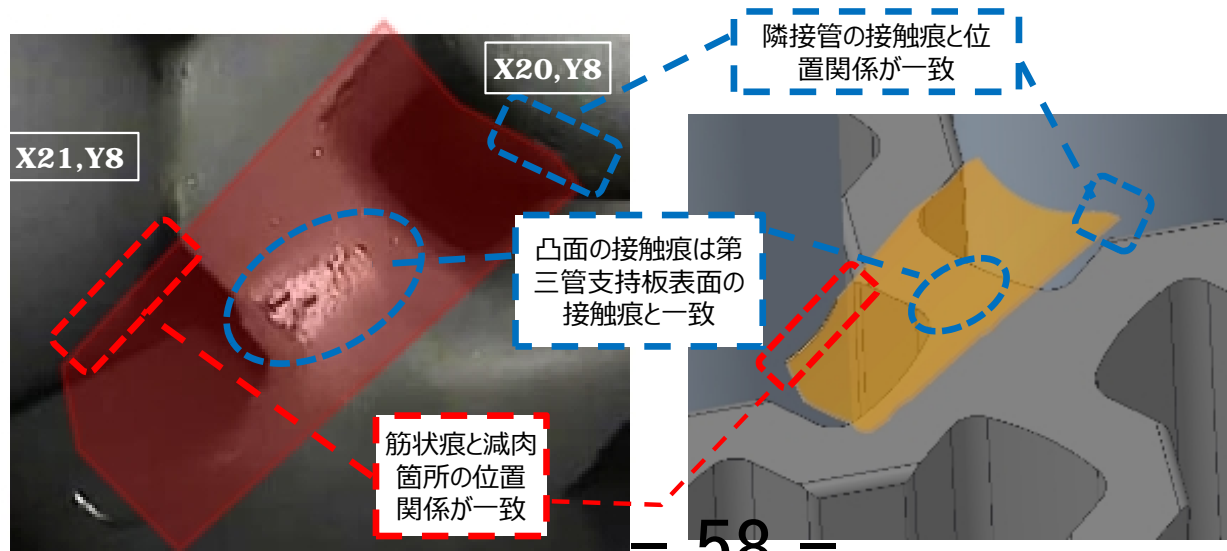 X20,Y8
隣接管の接触痕と位
置関係が一致
X21,Y8
凸面の接触痕は第
三管支持板表面の
接触痕と一致
筋状痕と減肉
箇所の位置
関係が一致
- 58 -